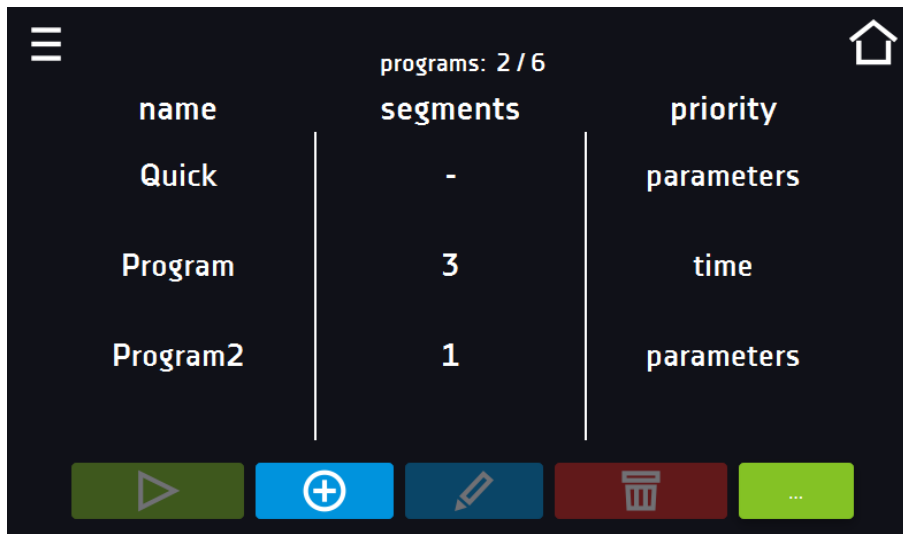 programs: 2 / 6
name segments priority
Quick - parameters
Program 3 time
Program2 1 parameters
...